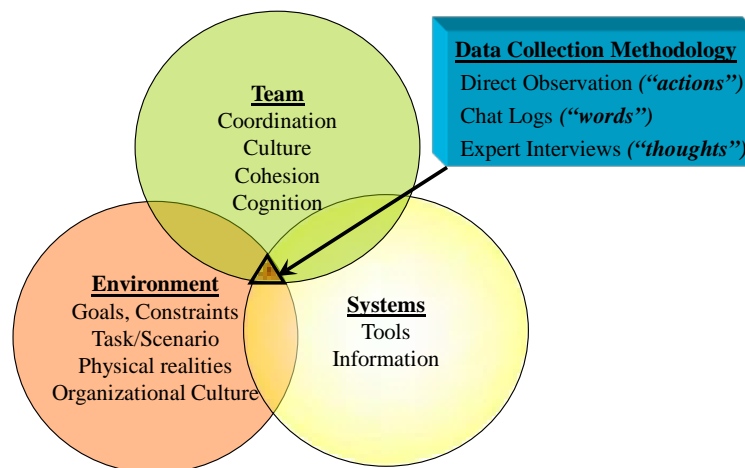 Data Collection Methodology
Direct Observation (“actions”)
Chat Logs (“words”)
Expert Interviews (“thoughts”)
Team
Coordination
Culture
Cohesion
Cognition
Environment
Goals, Constraints
Task/Scenario
Physical realities
Organizational Culture
Systems
Tools
Information